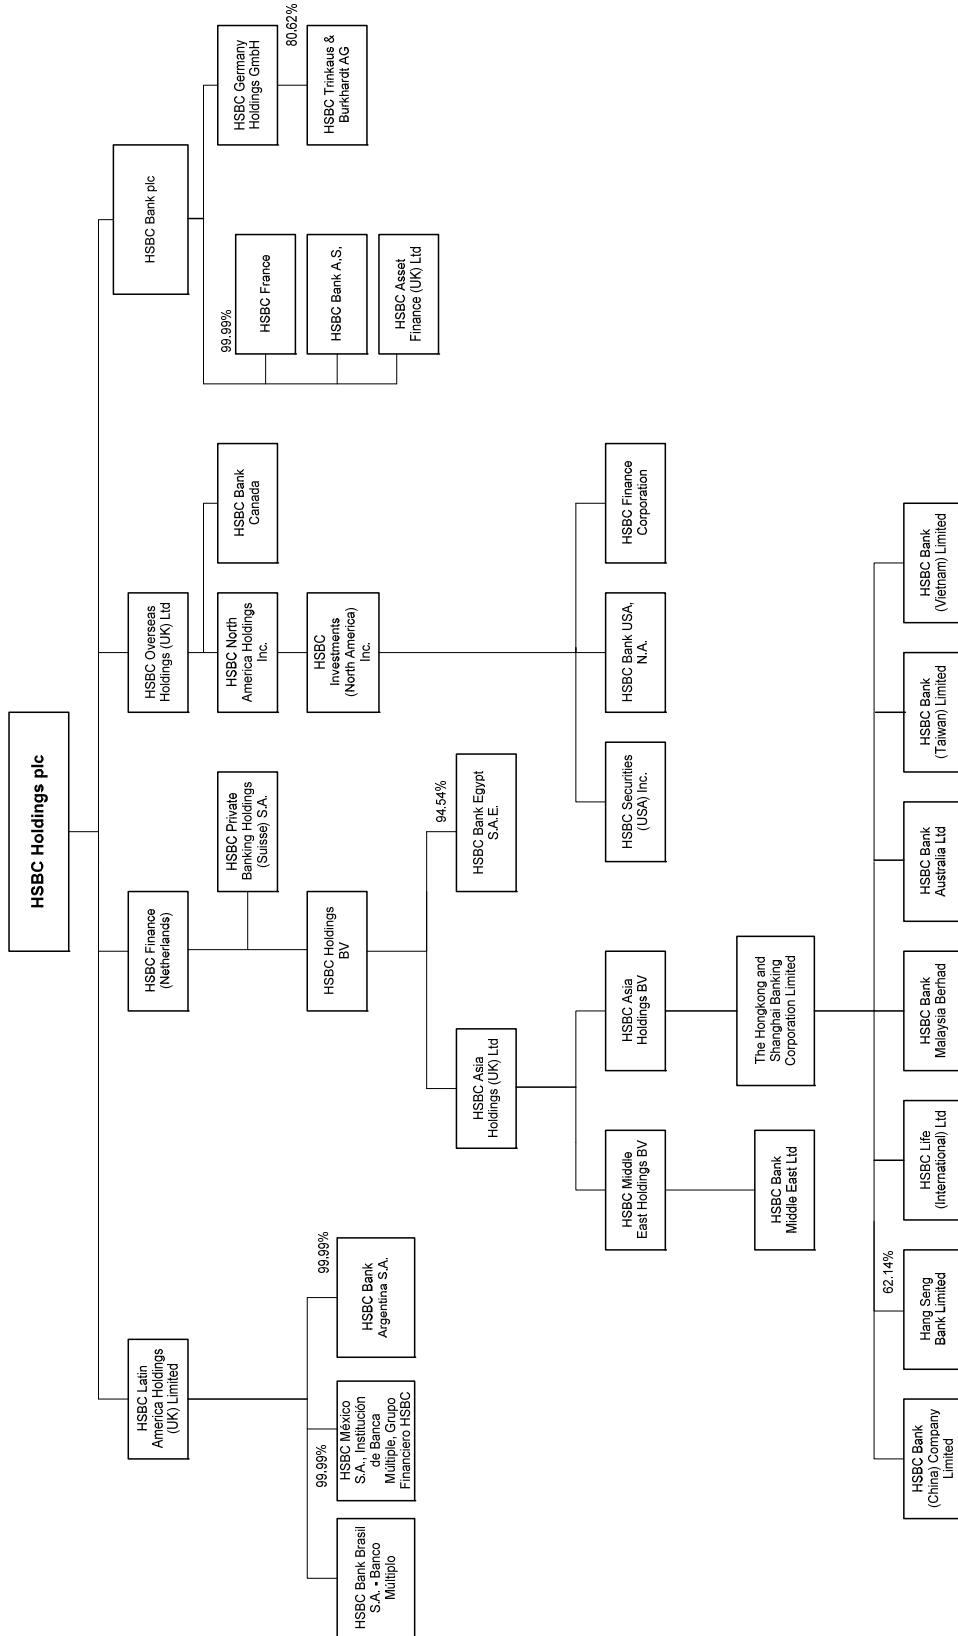 HSBC Holdings plc
HSBC Latin
America Holdings
(UK) Limited
HSBC Finance
(Netherlands)
HSBC Overseas
Holdings (UK) Ltd
HSBC Bank plc
HSBC Private
Banking Holdings
(Suisse) S.A.
HSBC North
America Holdings
Inc.
HSBC Bank
Canada
99.99%
HSBC France
HSBC Germany
Holdings GmbH
80.62%
99.99%
99.99%
HSBC Bank Brasil
S.A. - Banco
Múltiplo
HSBC México
S.A., Institución
de Banca
Múltiple, Grupo
Financiero HSBC
HSBC Bank
Argentina S.A.
HSBC Holdings
BV
HSBC
Investments
(North America)
Inc.
HSBC Bank A.S.
HSBC Trinkaus &
Burkhardt AG
HSBC Asset
Finance (UK) Ltd
94.54%
HSBC Asia
Holdings (UK) Ltd
HSBC Bank Egypt
S.A.E.
HSBC Middle
East Holdings BV
HSBC Asia
Holdings BV
HSBC Securities
(USA) Inc.
HSBC Bank USA,
N.A.
HSBC Finance
Corporation
HSBC Bank
Middle East Ltd
The Hongkong and
Shanghai Banking
Corporation Limited
62.14%
HSBC Bank
(China) Company
Limited
Hang Seng
Bank Limited
HSBC Life
(International) Ltd
HSBC Bank
Malaysia Berhad
HSBC Bank
Australia Ltd
HSBC Bank
(Taiwan) Limited
HSBC Bank
(Vietnam) Limited